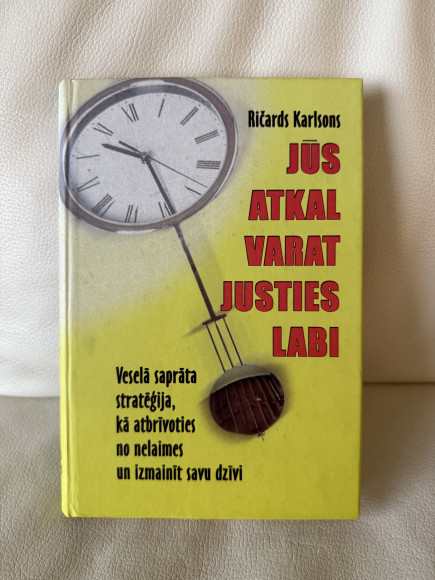 Ričards Karlsons
JŪS
ATKAL
VARAT
JUSTIES
LABI
Veselā saprāta
stratēģija,
kā atbrīvoties
no nelaimes
un izmainīt savu dzīvi